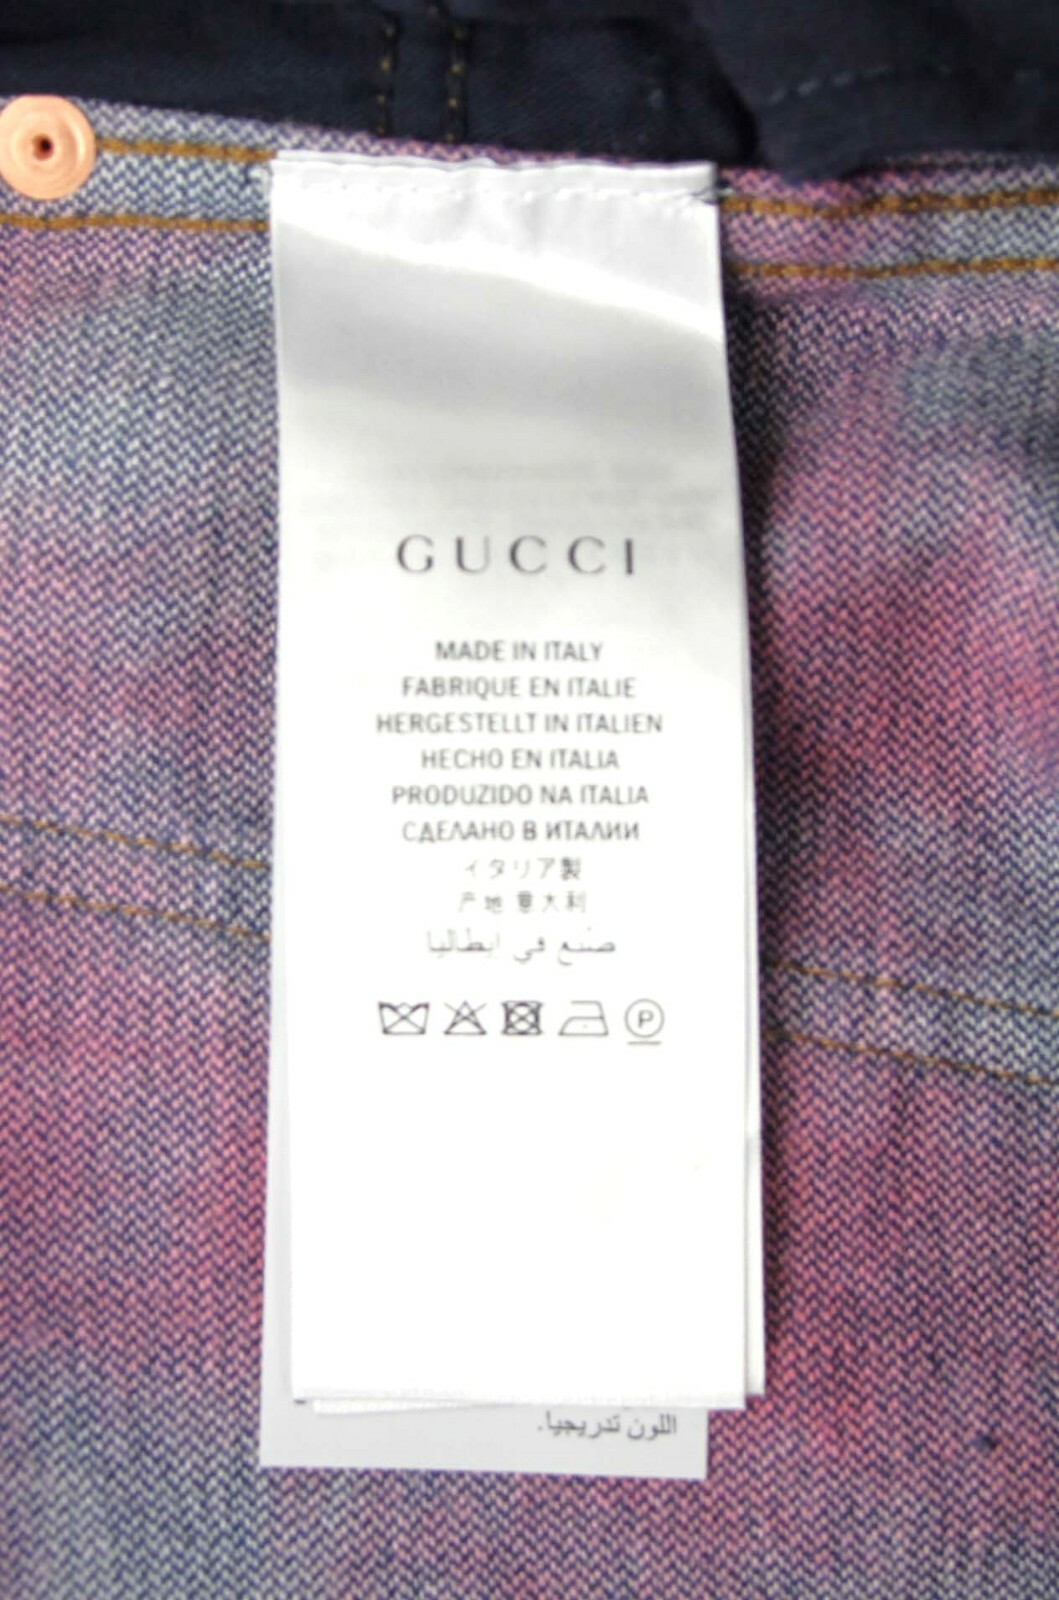 GUCCI
MADE IN ITALY
FABRIQUE EN ITALIE
HERGESTELLT IN ITALIEN
HECHO EN ITALIA
PRODUZIDO NA ITALIA
СДЕЛАНО В ИТАЛИИ
イタリア製
产地 意大利
صنع في إيطاليا
P
اللون تدريجيا.